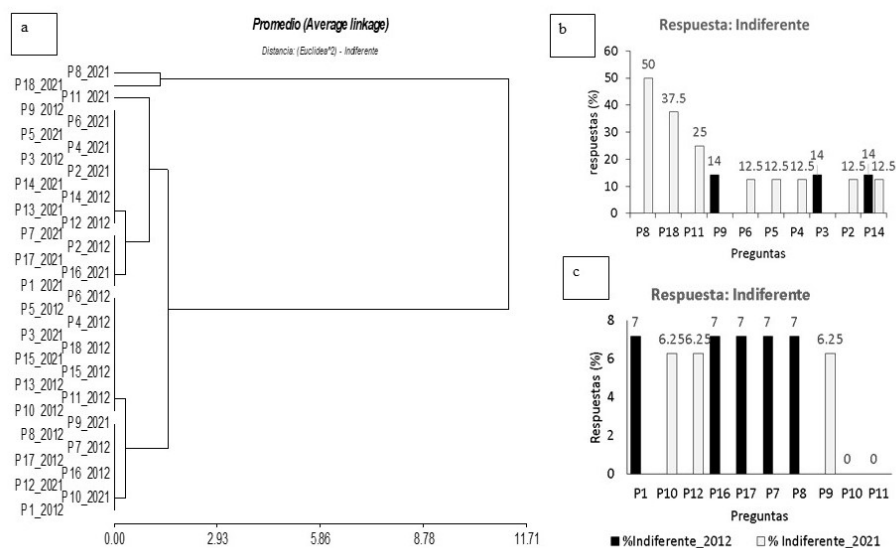 a
Promedio (Average linkage)
Distancia: (Euclidea^2) - Indiferente
P8_2021
P18_2021
P11_2021
P9_2012
P6_2021
P5_2021
P4_2021
P3_2012
P2_2021
P14_2021
P14_2012
P13_2021
P12_2012
P7_2021
P2_2012
P17_2021
P16_2021
P1_2021
P6_2012
P5_2012
P4_2012
P3_2021
P18_2012
P15_2021
P15_2012
P13_2012
P11_2012
P10_2012
P9_2021
P8_2012
P7_2012
P17_2012
P16_2012
P12_2021
P10_2021
P1_2012
0.00 2.93 5.86 8.78 11.71
b
Respuesta: Indiferente
respuestas (%)
60
50
40
30
20
10
0
50
37.5
25
14 12.5 12.5 12.5 14 12.5 14 12.5
P8 P18 P11 P9 P6 P5 P4 P3 P2 P14
Preguntas
c
Respuesta: Indiferente
Respuestas (%)
8
6
4
2
0
7 6.25 6.25 7 7 7 7 6.25 0 0
P1 P10 P12 P16 P17 P7 P8 P9 P10 P11
Preguntas
%Indiferente_2012 % Indiferente_2021